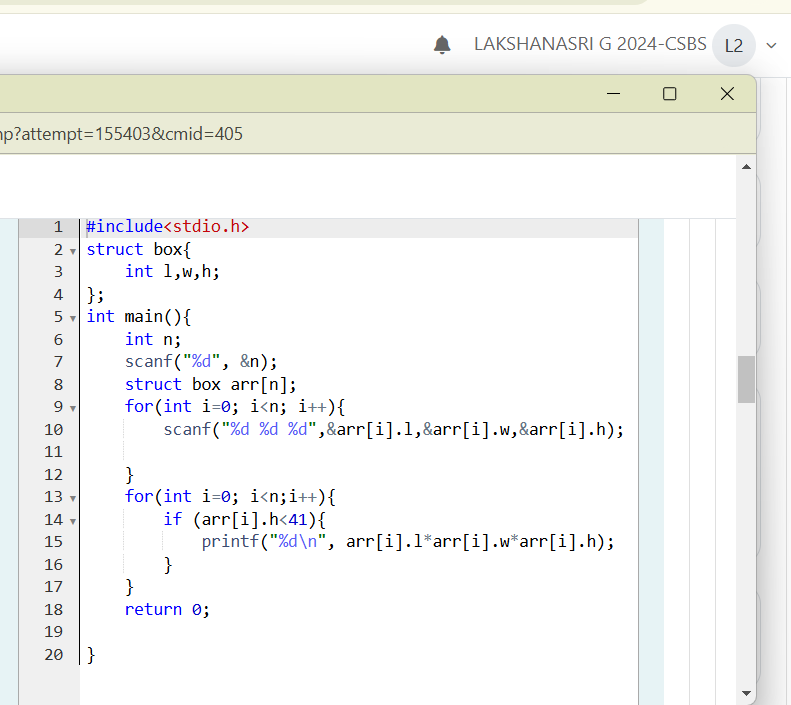 LAKSHANASRI G 2024-CSBS L2
np?attempt=155403&cmid=405
1 #include<stdio.h>
2 struct box{
3     int l,w,h;
4 };
5 int main(){
6     int n;
7     scanf("%d", &n);
8     struct box arr[n];
9     for(int i=0; i<n; i++){
10         scanf("%d %d %d",&arr[i].l,&arr[i].w,&arr[i].h);
11
12     }
13     for(int i=0; i<n;i++){
14         if (arr[i].h<41){
15             printf("%d\n", arr[i].l*arr[i].w*arr[i].h);
16         }
17     }
18     return 0;
19
20 }